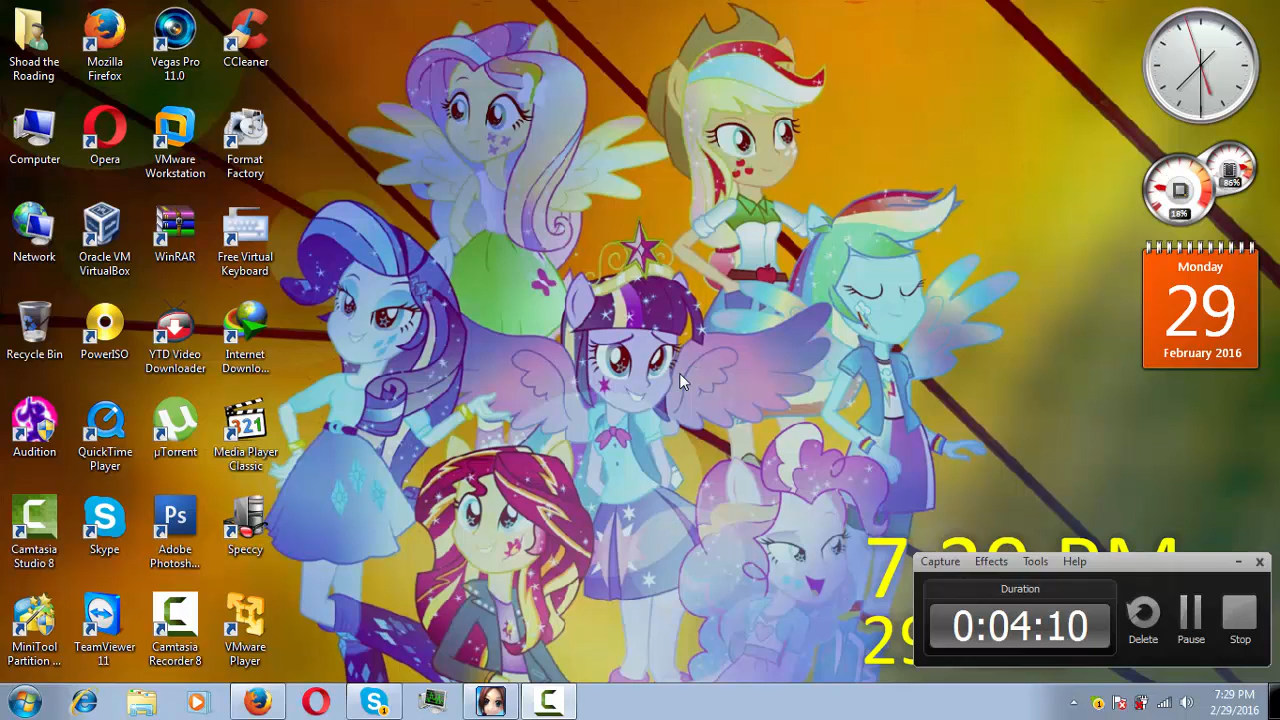 Shoad the
Roading
Mozilla
Firefox
Vegas Pro
11.0
CCleaner
Computer
Opera
VMware
Workstation
Format
Factory
Network
Oracle VM
VirtualBox
WinRAR
Free Virtual
Keyboard
Recycle Bin
PowerISO
YTD Video
Downloader
Internet
Downlo...
Audition
QuickTime
Player
µTorrent
321
Media Player
Classic
Camtasia
Studio 8
Skype
Ps
Adobe
Photosh...
Speccy
MiniTool
Partition ...
TeamViewer
11
Camtasia
Recorder 8
VMware
Player
86%
18%
Monday
29
February 2016
Capture
Effects
Tools
Help
Duration
0:04:10
Delete
Pause
Stop
7:29 PM
2/29/2016